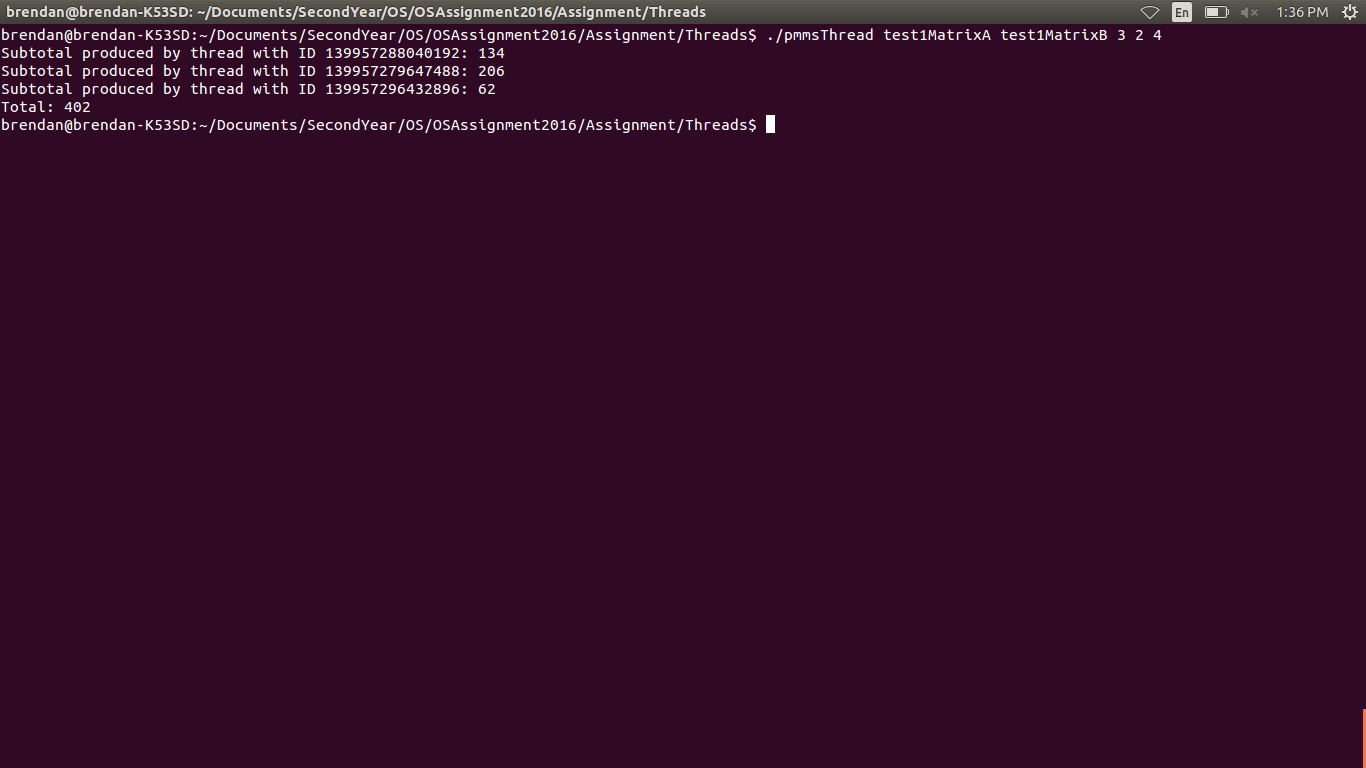 brendan@brendan-K53SD: ~/Documents/SecondYear/OS/OSAssignment2016/Assignment/Threads En 1:36 PM
brendan@brendan-K53SD:~/Documents/SecondYear/OS/OSAssignment2016/Assignment/Threads$ ./pmmsThread test1MatrixA test1MatrixB 3 2 4
Subtotal produced by thread with ID 139957288040192: 134
Subtotal produced by thread with ID 139957279647488: 206
Subtotal produced by thread with ID 139957296432896: 62
Total: 402
brendan@brendan-K53SD:~/Documents/SecondYear/OS/OSAssignment2016/Assignment/Threads$